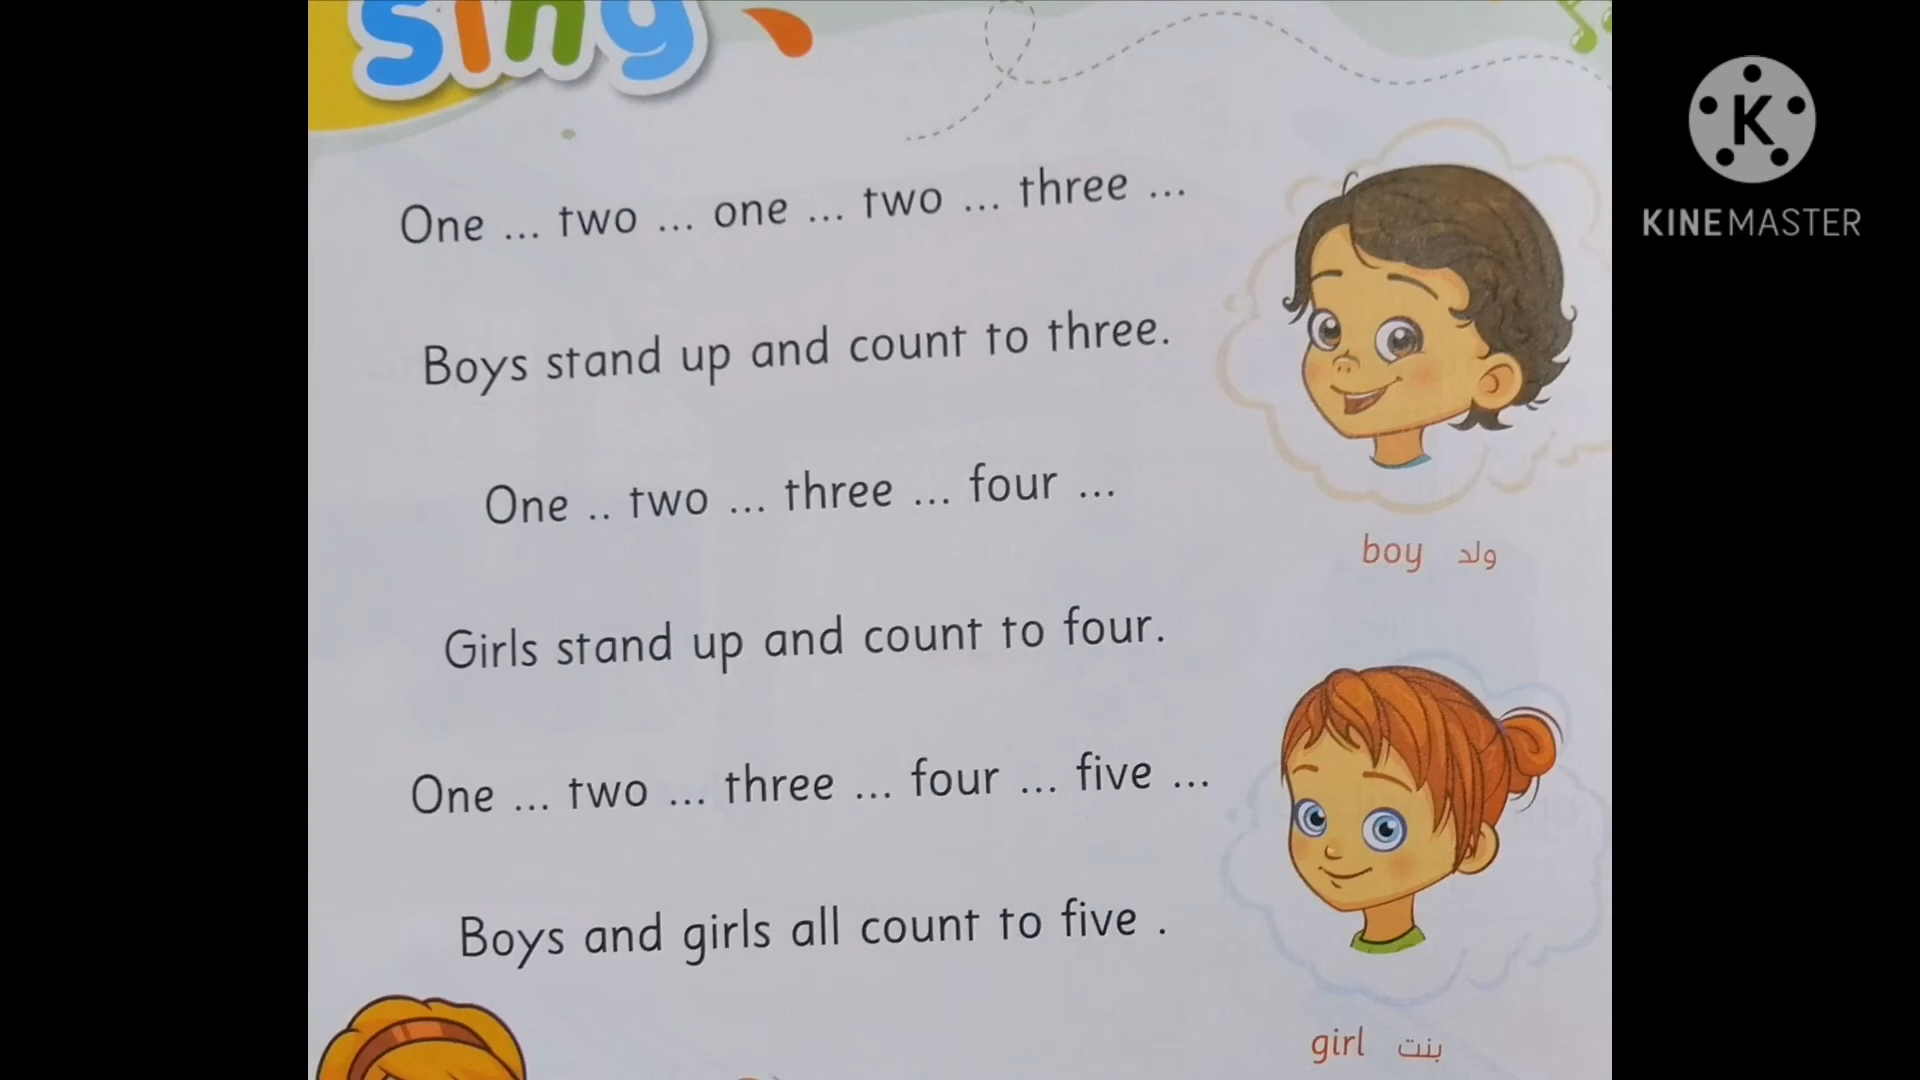 sing
One ... two ... one ... two ... three ...
Boys stand up and count to three.
One .. two ... three ... four ...
Girls stand up and count to four.
One ... two ... three ... four ... five ...
Boys and girls all count to five .
boy ولد
girl بنت
K
KINEMASTER